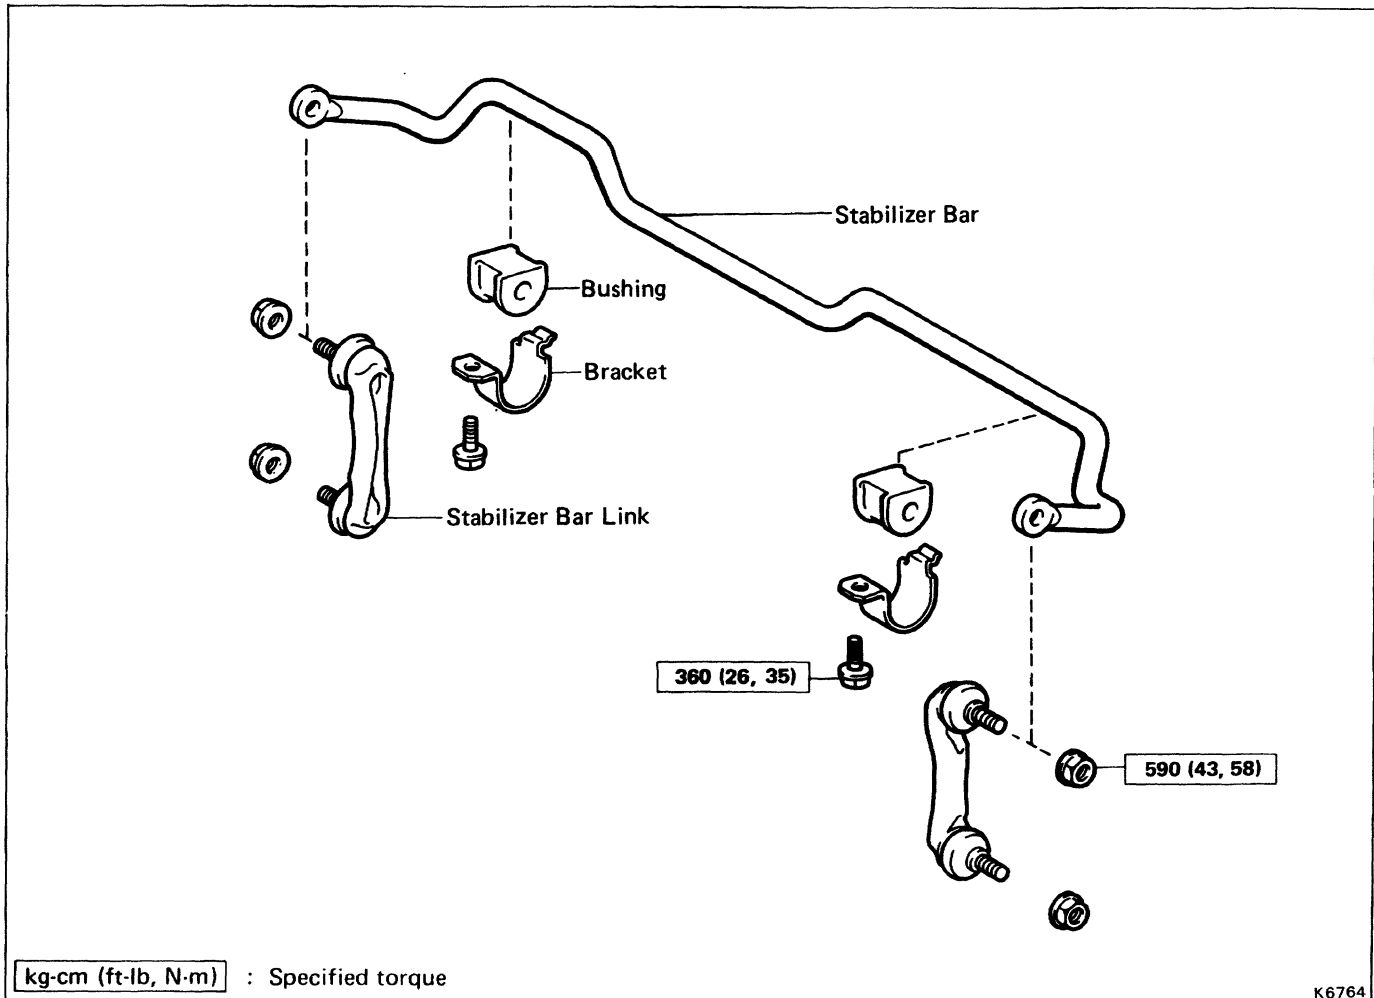 Stabilizer Bar
Bushing
Bracket
Stabilizer Bar Link
360 (26, 35)
590 (43, 58)
kg-cm (ft-lb, N·m) : Specified torque
K6764